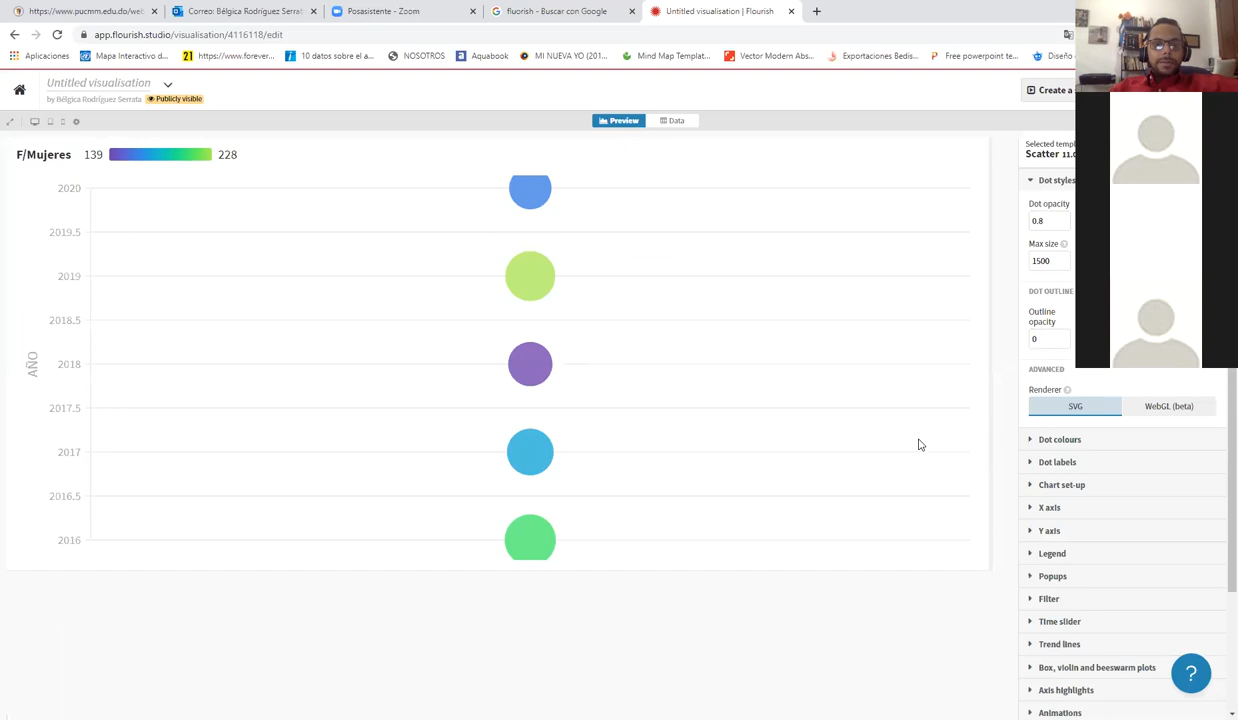 https://www.pucmm.edu.do/web
Correo: Bélgica Rodríguez Serrat
Posasistente - Zoom
fluorish - Buscar con Google
Untitled visualisation | Flourish
app.flourish.studio/visualisation/4116118/edit
Aplicaciones
Mapa Interactivo d...
https://www.forever...
10 datos sobre el a...
NOSOTROS
Aquabook
MI NUEVA YO (201...
Mind Map Templat...
Vector Modern Abs...
Exportaciones Bedis...
Free powerpoint te...
Diseño
Untitled visualisation
by Bélgica Rodríguez Serrata
Publicly visible
Create a
Preview
Data
F/Mujeres 139 228
Selected templ
Scatter 11.0
2020
2019.5
2019
2018.5
2018
2017.5
2017
2016.5
2016
AÑO
Dot styles
Dot opacity
0.8
Max size
1500
DOT OUTLINE
Outline
opacity
0
ADVANCED
Renderer
SVG
WebGL (beta)
Dot colours
Dot labels
Chart set-up
X axis
Y axis
Legend
Popups
Filter
Time slider
Trend lines
Box, violin and beeswarm plots
Axis highlights
Animations
?